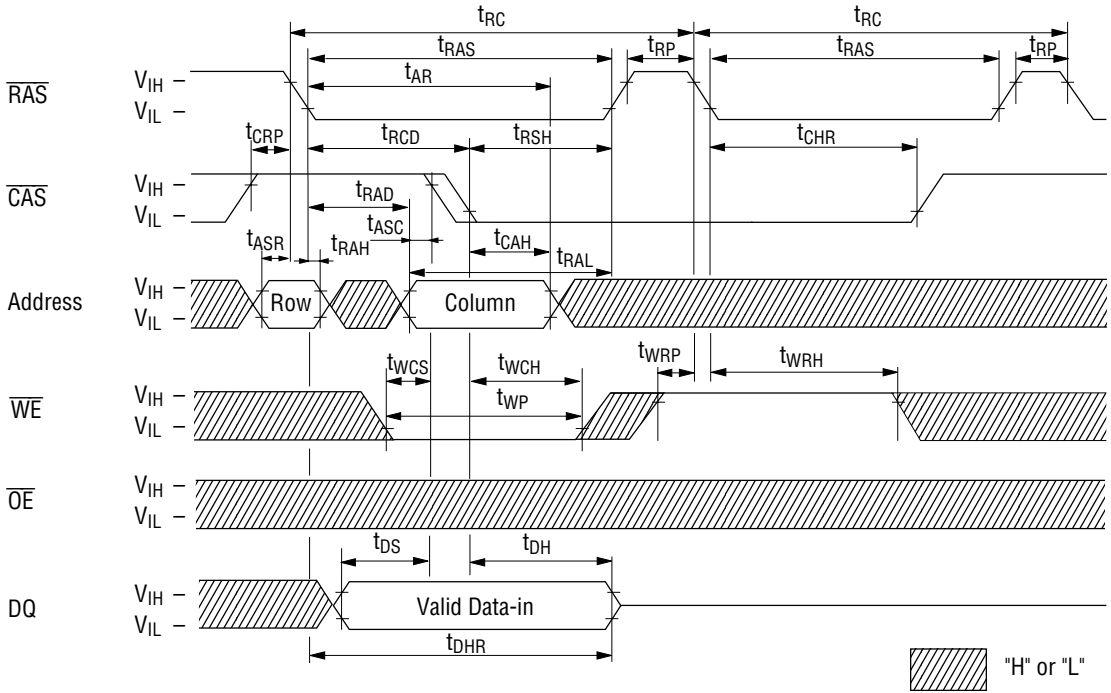 tRC tRC
tRAS tRP tRAS tRP
tAR
RAS VIH –
VIL –
tCRP tRCD tRSH tCHR
CAS VIH –
VIL –
tRAD
tASC
tASR tRAH tCAH
tRAL
Address VIH –
VIL –
Row Column
tWCS tWCH tWRP tWRH
tWP
WE VIH –
VIL –
OE VIH –
VIL –
tDS tDH
DQ VIH –
VIL –
Valid Data-in
tDHR
"H" or "L"